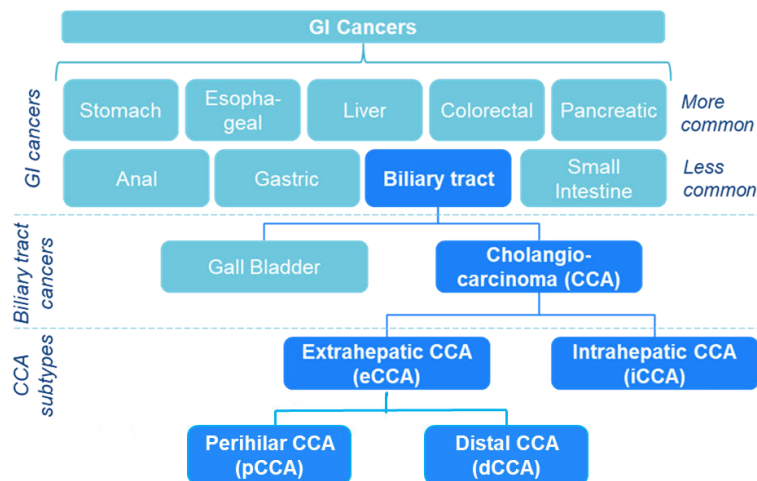 GI Cancers
GI cancers
Stomach
Esopha-
geal
Liver
Colorectal
Pancreatic
More
common
Anal
Gastric
Biliary tract
Small
Intestine
Less
common
Biliary tract
cancers
Gall Bladder
Cholangio-
carcinoma (CCA)
CCA
subtypes
Extrahepatic CCA
(eCCA)
Intrahepatic CCA
(iCCA)
Perihilar CCA
(pCCA)
Distal CCA
(dCCA)